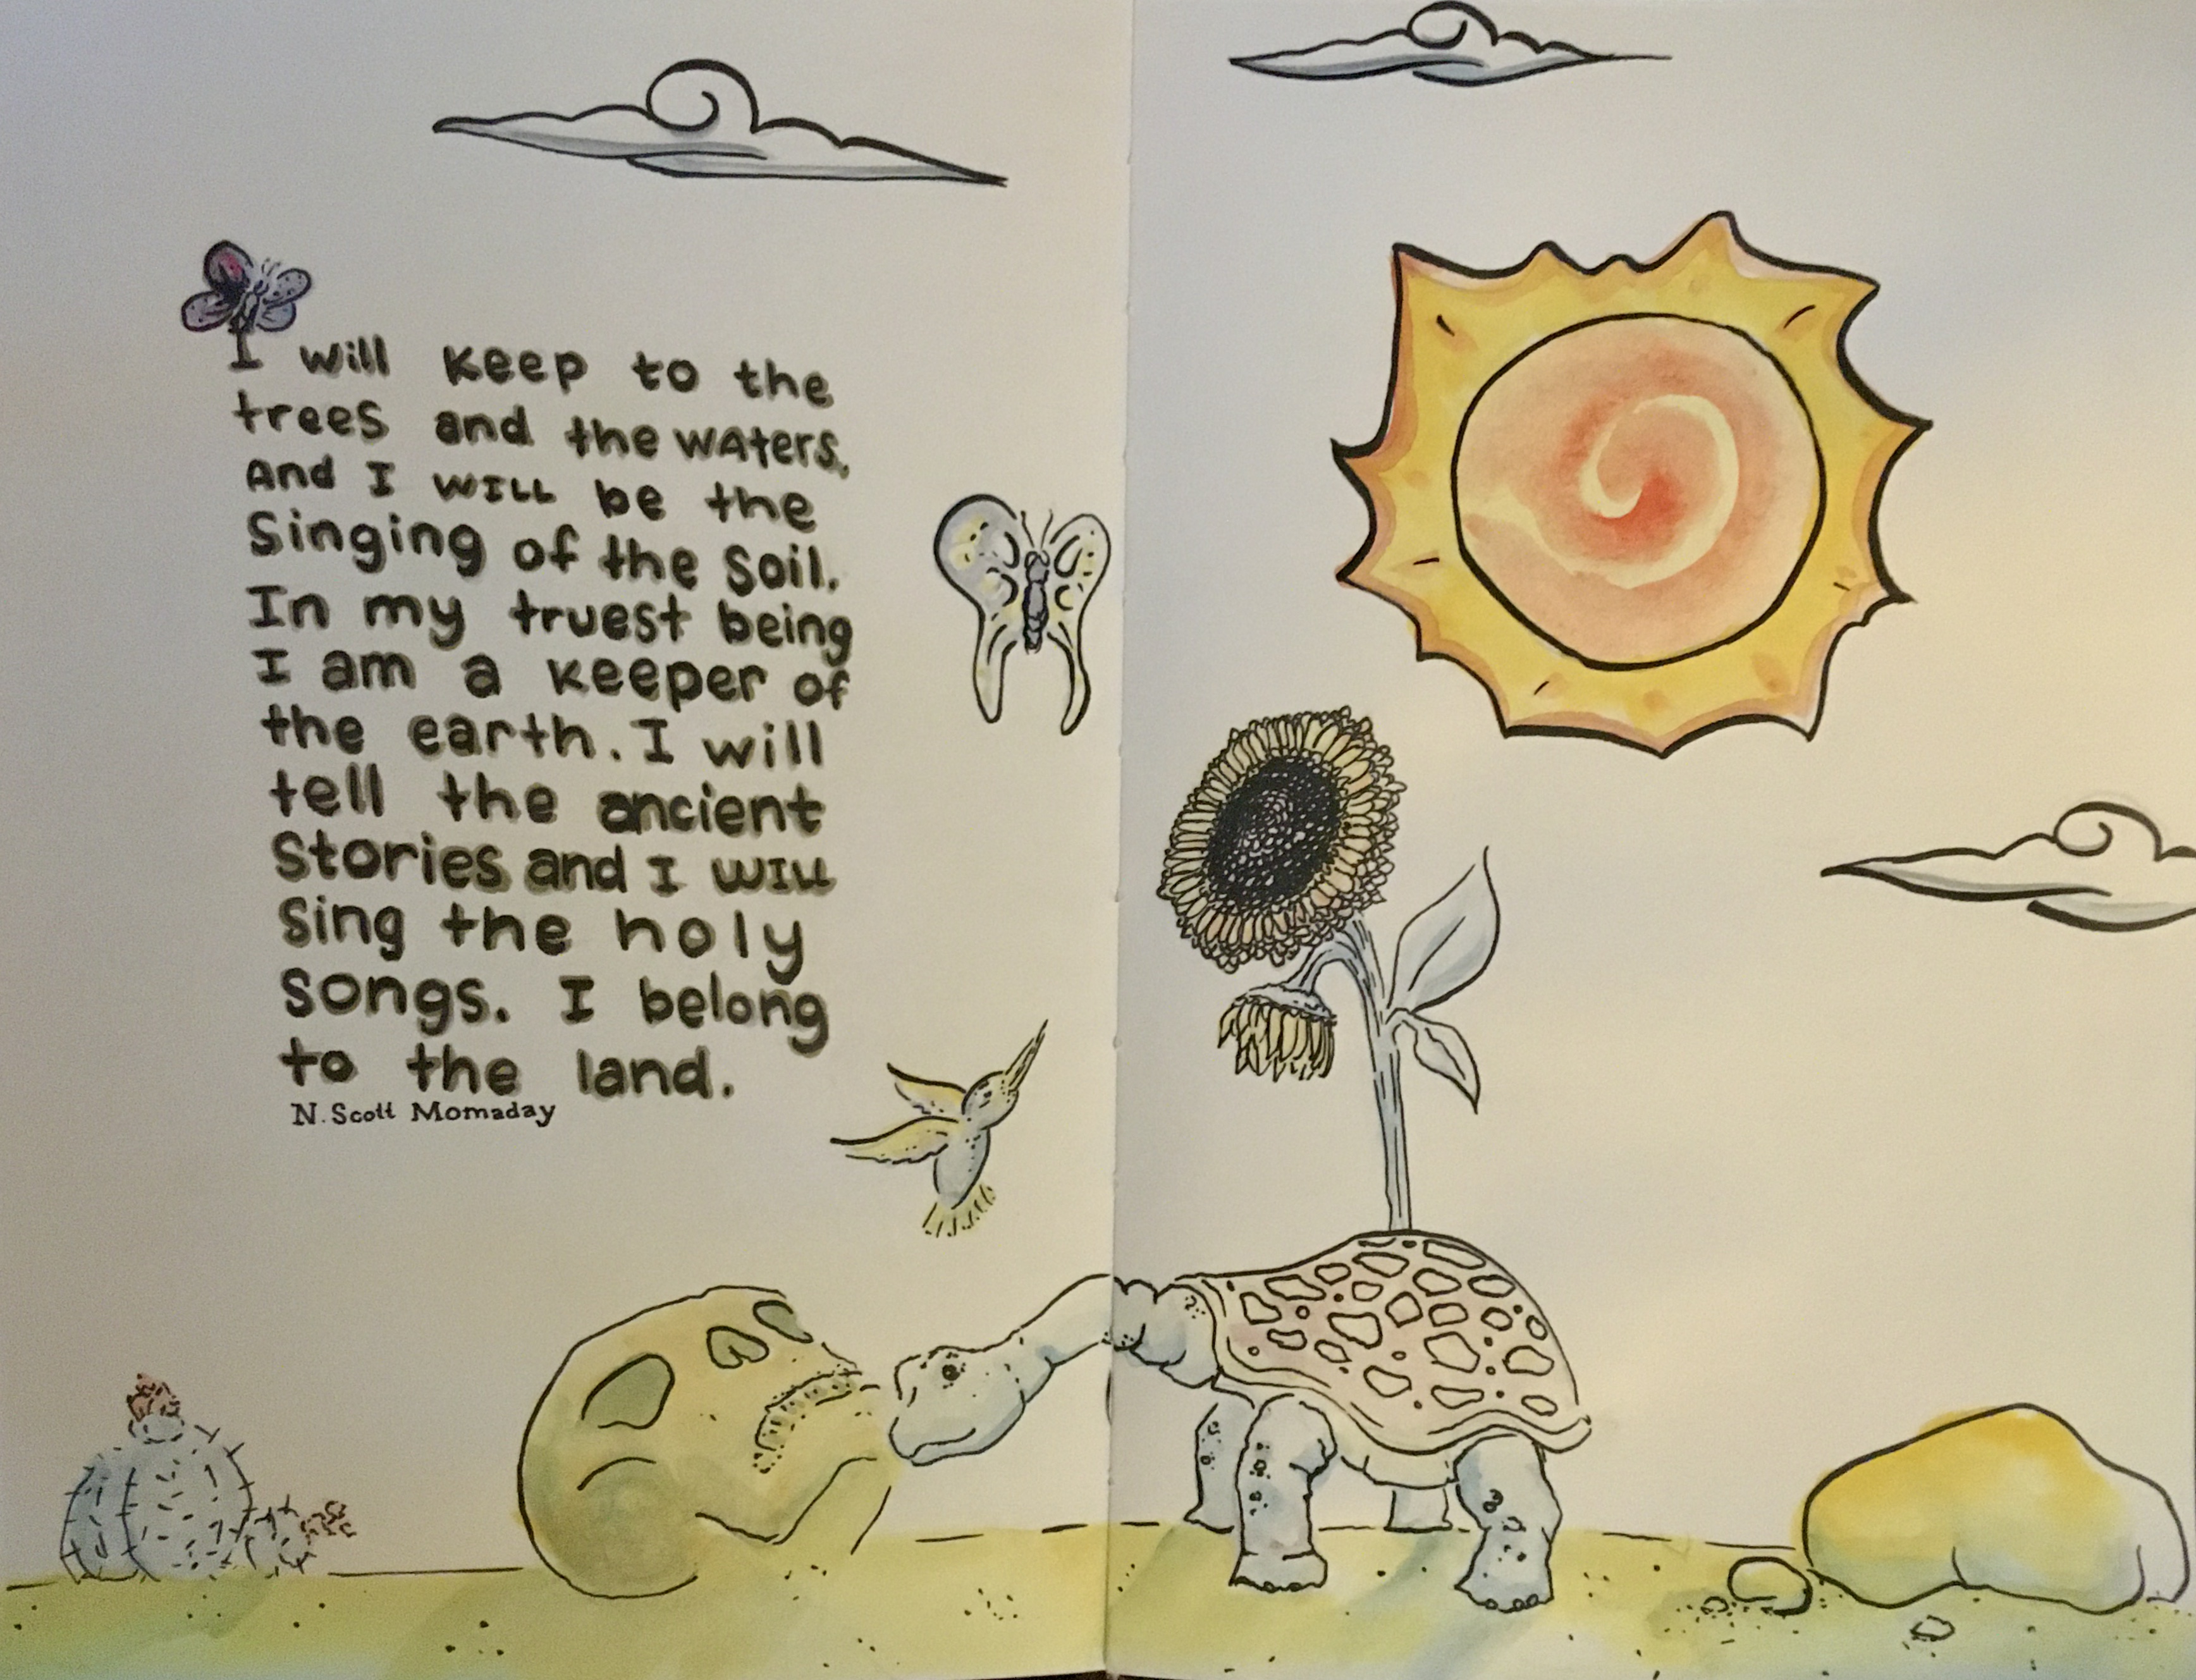 I will keep to the
trees and the waters,
And I will be the
Singing of the Soil.
In my truest being
I am a keeper of
the earth. I will
tell the ancient
Stories and I will
Sing the holy
Songs. I belong
to the land.
N. Scott Momaday